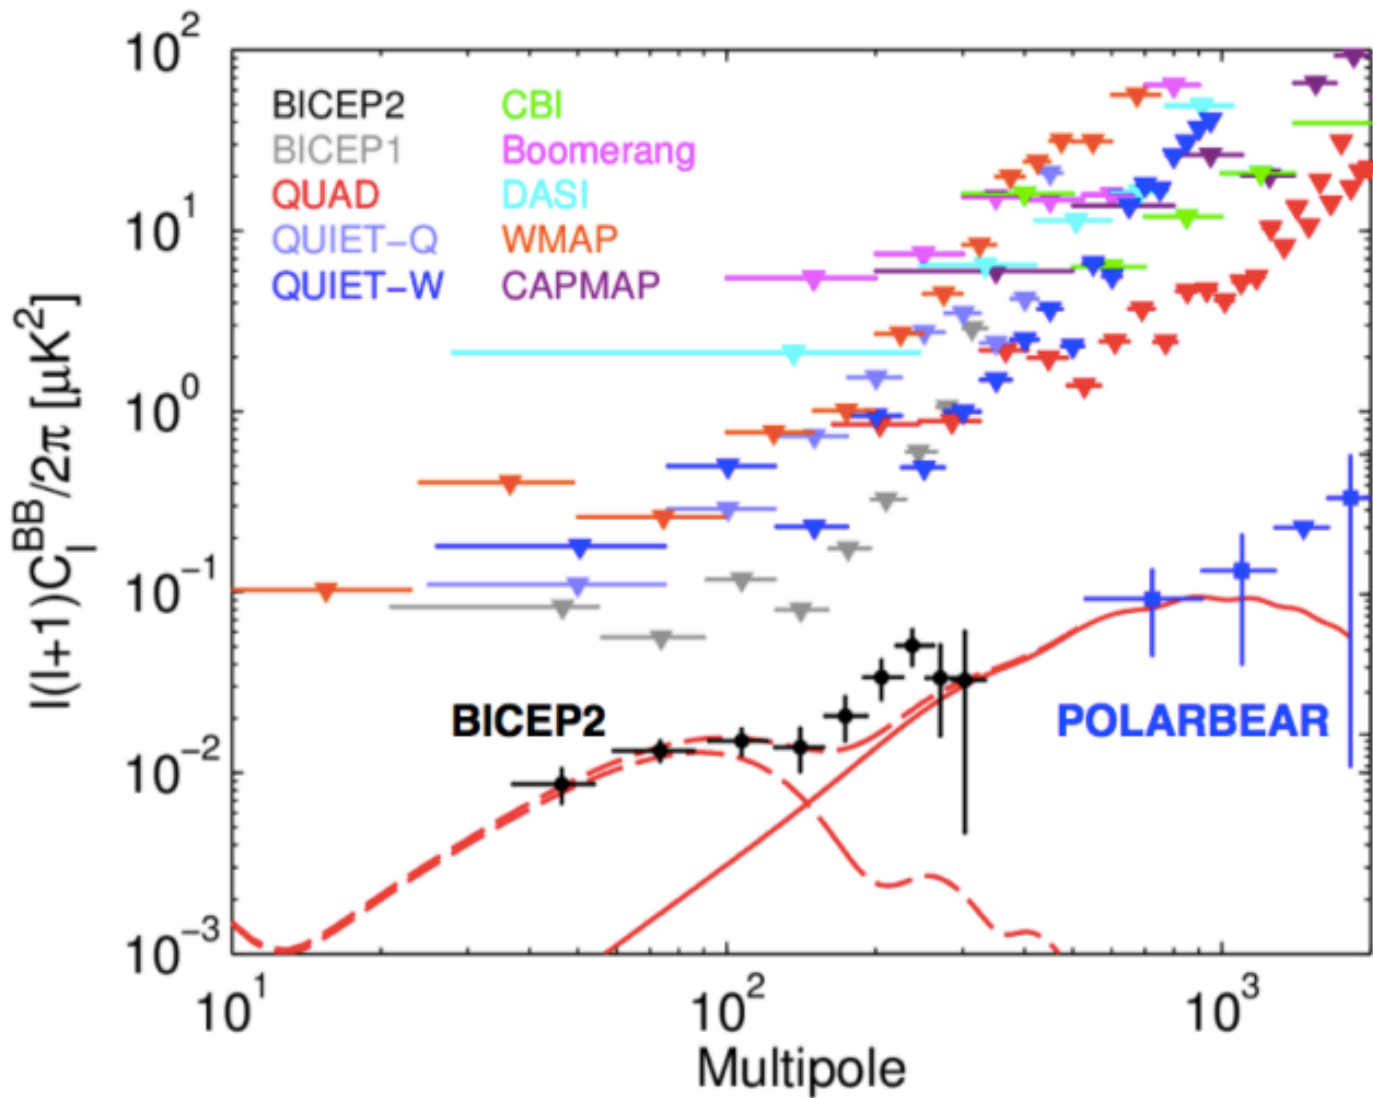 10²
BICEP2 CBI
BICEP1 Boomerang
QUAD DASI
QUIET-Q WMAP
QUIET-W CAPMAP
10¹
10⁰
10⁻¹
10⁻²
10⁻³
l(l+1)C_l^BB/2π [μK²]
BICEP2
POLARBEAR
10¹ 10² 10³
Multipole